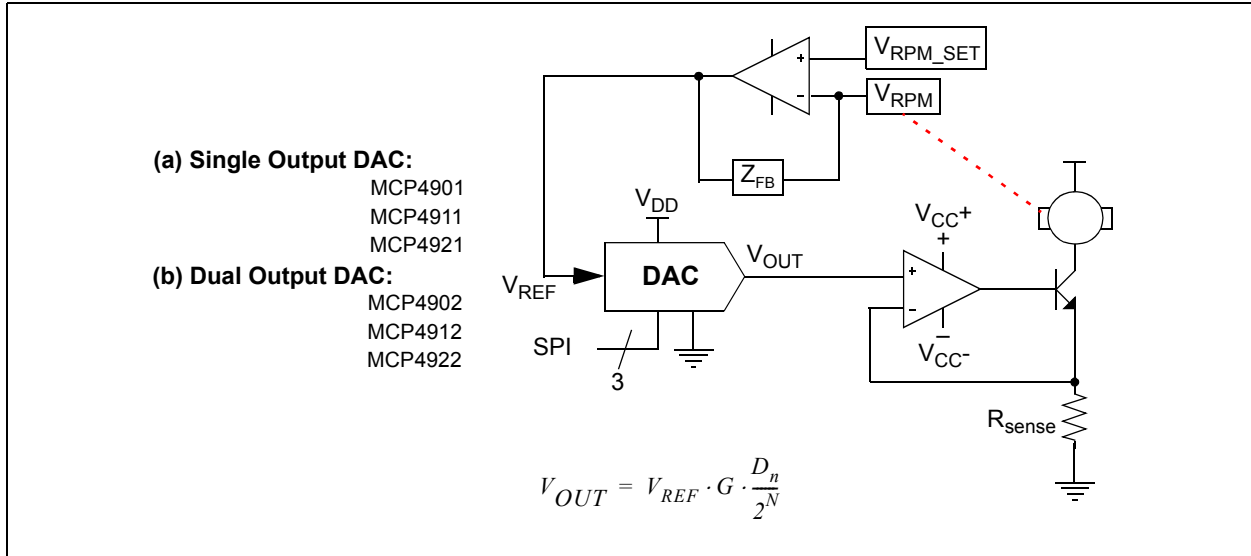 V_RPM_SET
+
-
V_RPM
(a) Single Output DAC:
MCP4901
MCP4911
MCP4921
(b) Dual Output DAC:
MCP4902
MCP4912
MCP4922
Z_FB
V_DD
DAC
V_REF
V_OUT
SPI
3
V_CC+
+
+
-
–
V_CC-
R_sense
V_OUT = V_REF · G · D_n / 2^N